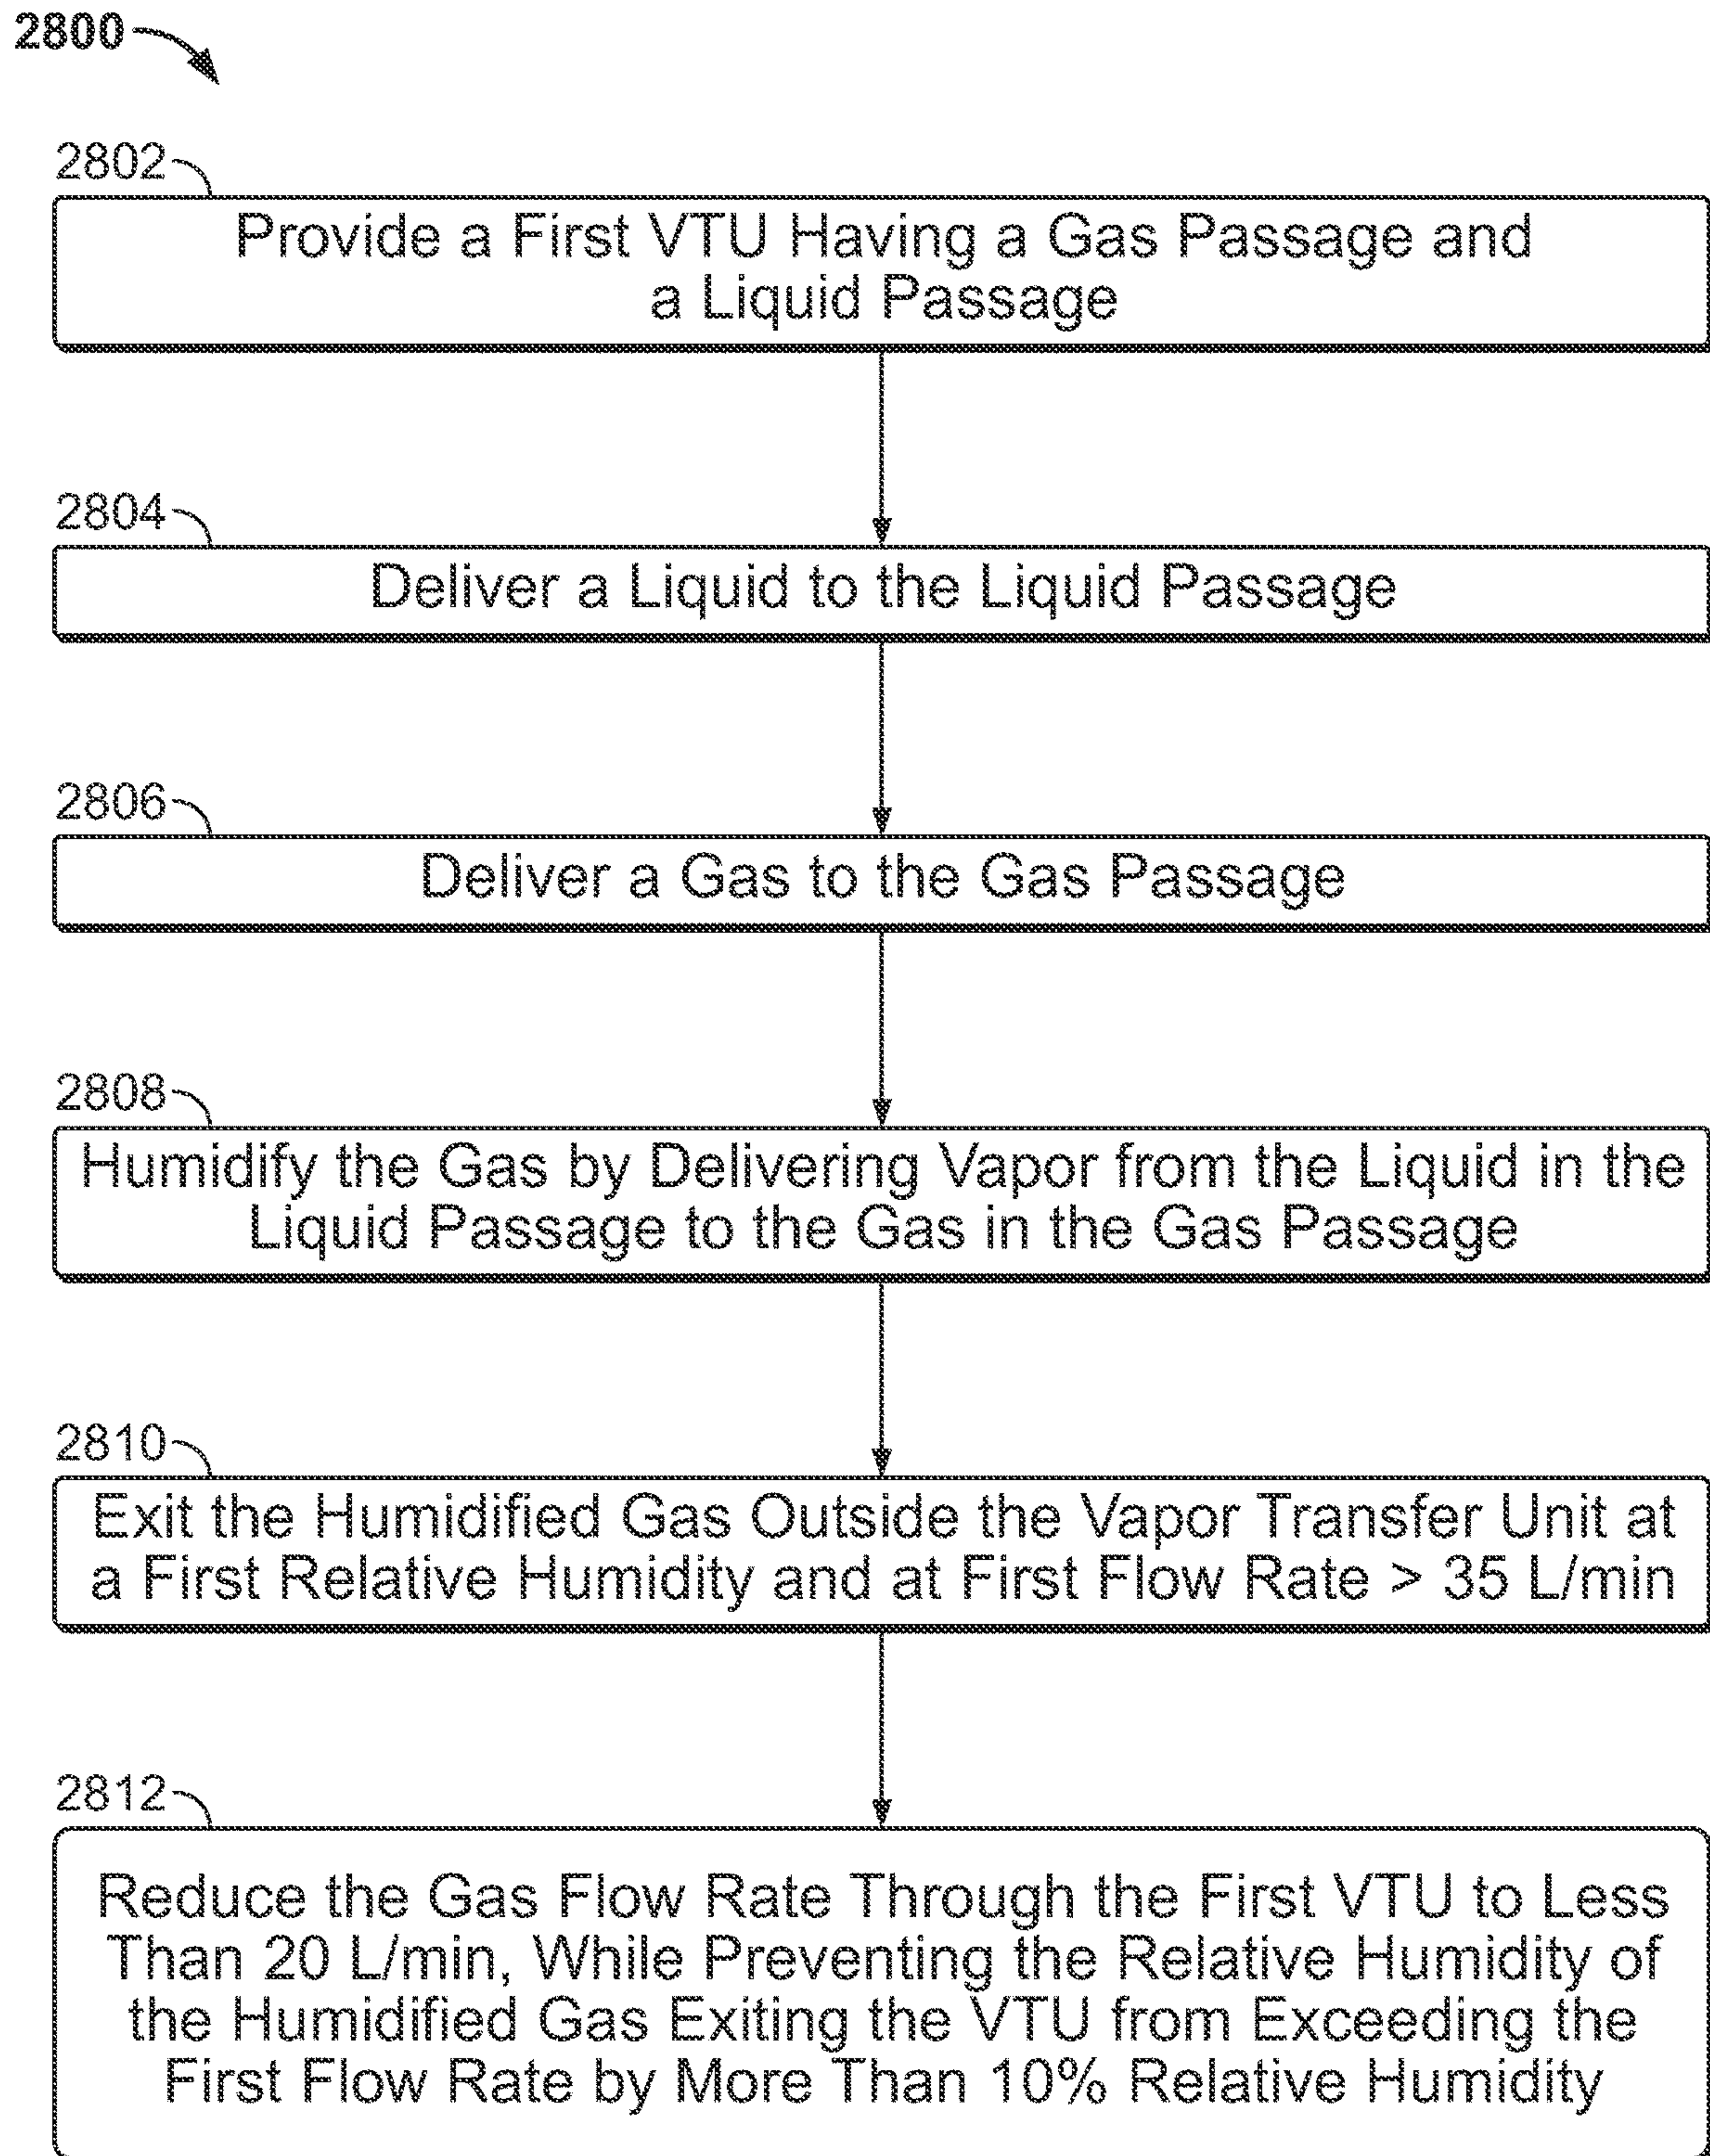 2800
2802
Provide a First VTU Having a Gas Passage and
a Liquid Passage
2804
Deliver a Liquid to the Liquid Passage
2806
Deliver a Gas to the Gas Passage
2808
Humidify the Gas by Delivering Vapor from the Liquid in the
Liquid Passage to the Gas in the Gas Passage
2810
Exit the Humidified Gas Outside the Vapor Transfer Unit at
a First Relative Humidity and at First Flow Rate > 35 L/min
2812
Reduce the Gas Flow Rate Through the First VTU to Less
Than 20 L/min, While Preventing the Relative Humidity of
the Humidified Gas Exiting the VTU from Exceeding the
First Flow Rate by More Than 10% Relative Humidity